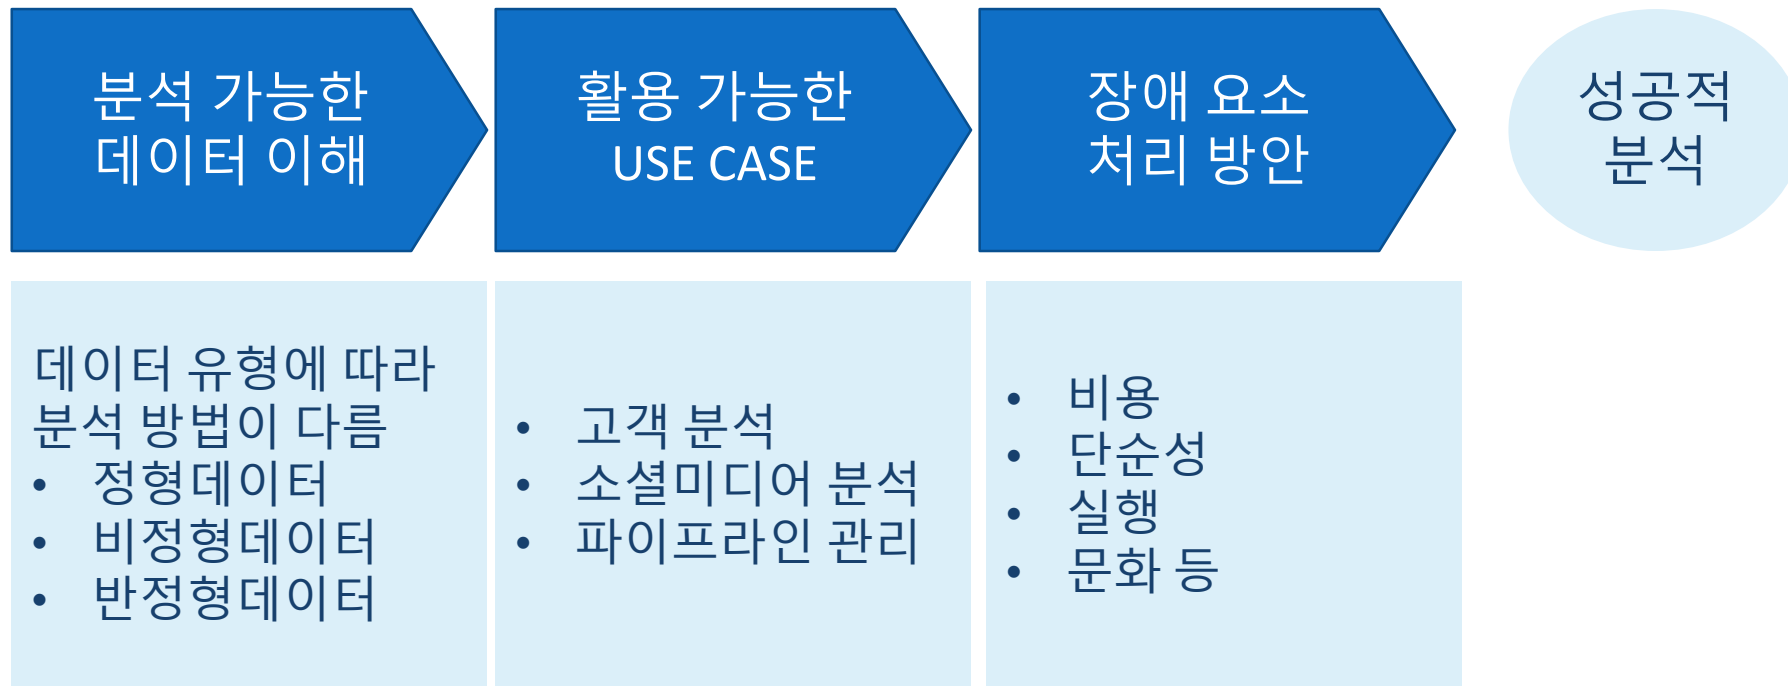 분석 가능한
데이터 이해
활용 가능한
USE CASE
장애 요소
처리 방안
성공적
분석
데이터 유형에 따라
분석 방법이 다름
• 정형데이터
• 비정형데이터
• 반정형데이터
• 고객 분석
• 소셜미디어 분석
• 파이프라인 관리
• 비용
• 단순성
• 실행
• 문화 등